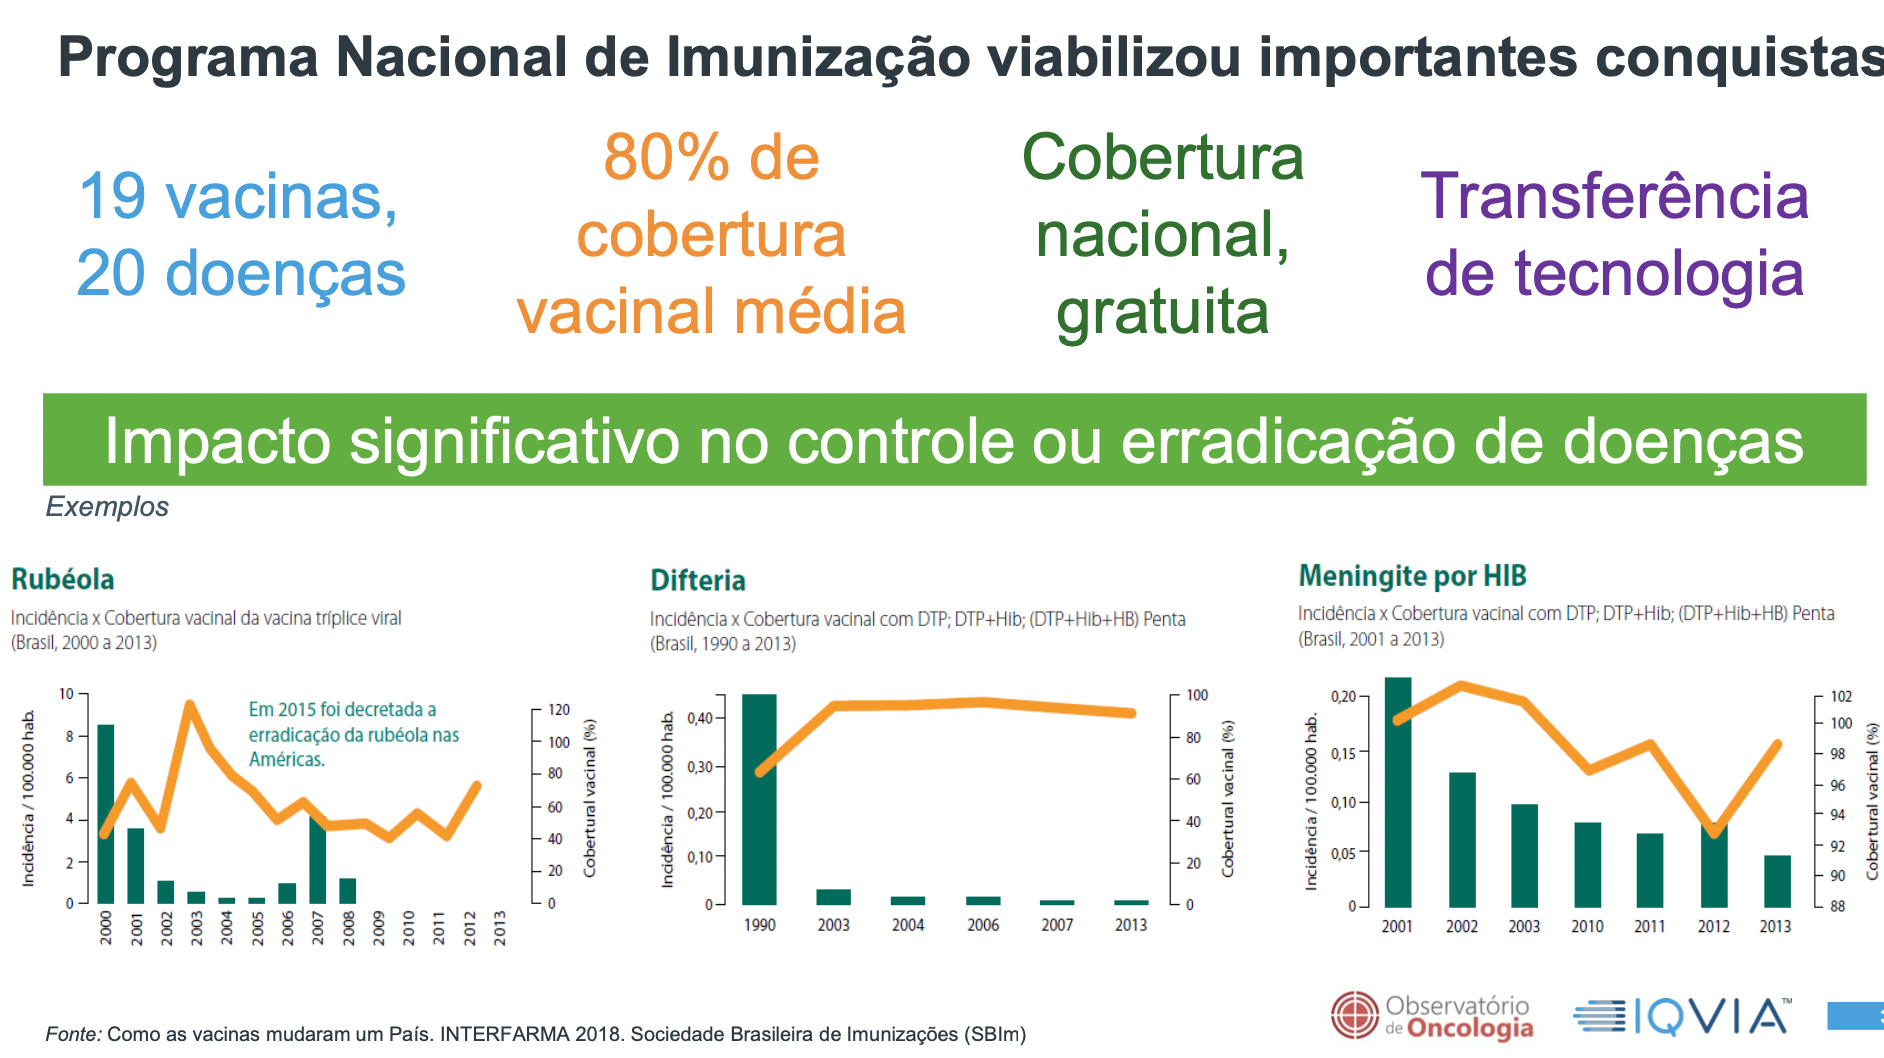 Programa Nacional de Imunização viabilizou importantes conquistas
19 vacinas,
20 doenças
80% de
cobertura
vacinal média
Cobertura
nacional,
gratuita
Transferência
de tecnologia
Impacto significativo no controle ou erradicação de doenças
Exemplos
Rubéola
Incidência x Cobertura vacinal da vacina tríplice viral
(Brasil, 2000 a 2013)
Incidência / 100.000 hab.
10
8
6
4
2
0
Em 2015 foi decretada a
erradicação da rubéola nas
Américas.
120
100
80
60
40
20
0
Cobertural vacinal (%)
2000 2001 2002 2003 2004 2005 2006 2007 2008 2009 2010 2011 2012 2013
Difteria
Incidência x Cobertura vacinal com DTP; DTP+Hib; (DTP+Hib+HB) Penta
(Brasil, 1990 a 2013)
Incidência / 100.000 hab.
0,40
0,30
0,20
0,10
0
100
80
60
40
20
0
Cobertural vacinal (%)
1990 2003 2004 2006 2007 2013
Meningite por HIB
Incidência x Cobertura vacinal com DTP; DTP+Hib; (DTP+Hib+HB) Penta
(Brasil, 2001 a 2013)
Incidência / 100.000 hab.
0,20
0,15
0,10
0,05
0
102
100
98
96
94
92
90
88
Cobertural vacinal (%)
2001 2002 2003 2010 2011 2012 2013
Fonte: Como as vacinas mudaram um País. INTERFARMA 2018. Sociedade Brasileira de Imunizações (SBIm)
Observatório
de Oncologia
IQVIA™